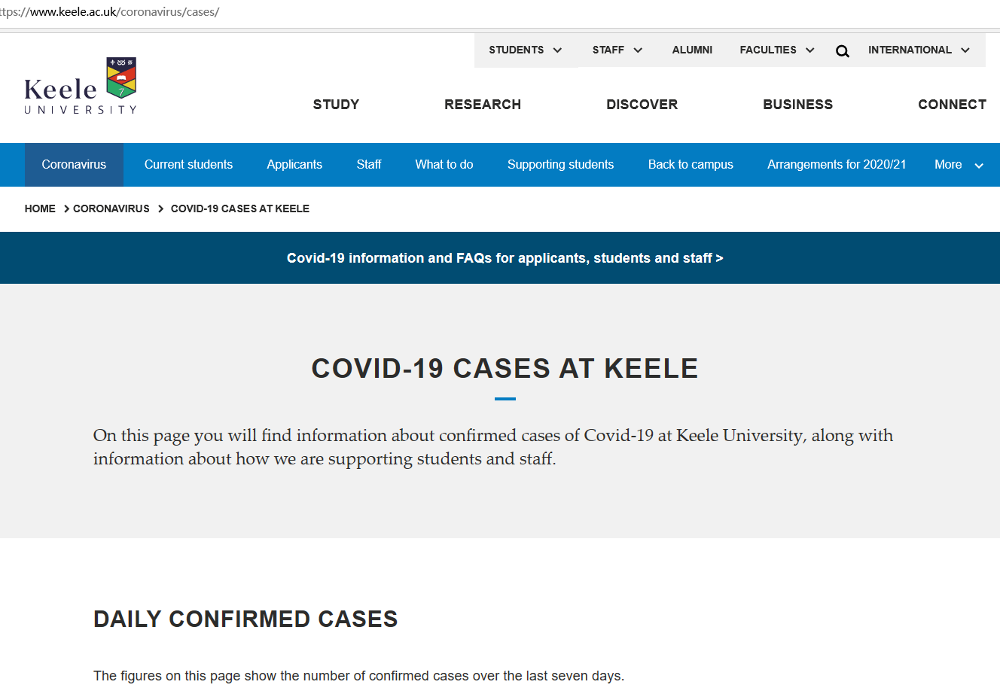 ttps://www.keele.ac.uk/coronavirus/cases/
STUDENTS STAFF ALUMNI FACULTIES INTERNATIONAL
Keele
UNIVERSITY
STUDY RESEARCH DISCOVER BUSINESS CONNECT
Coronavirus Current students Applicants Staff What to do Supporting students Back to campus Arrangements for 2020/21 More
HOME > CORONAVIRUS > COVID-19 CASES AT KEELE
Covid-19 information and FAQs for applicants, students and staff >
COVID-19 CASES AT KEELE
On this page you will find information about confirmed cases of Covid-19 at Keele University, along with
information about how we are supporting students and staff.
DAILY CONFIRMED CASES
The figures on this page show the number of confirmed cases over the last seven days.